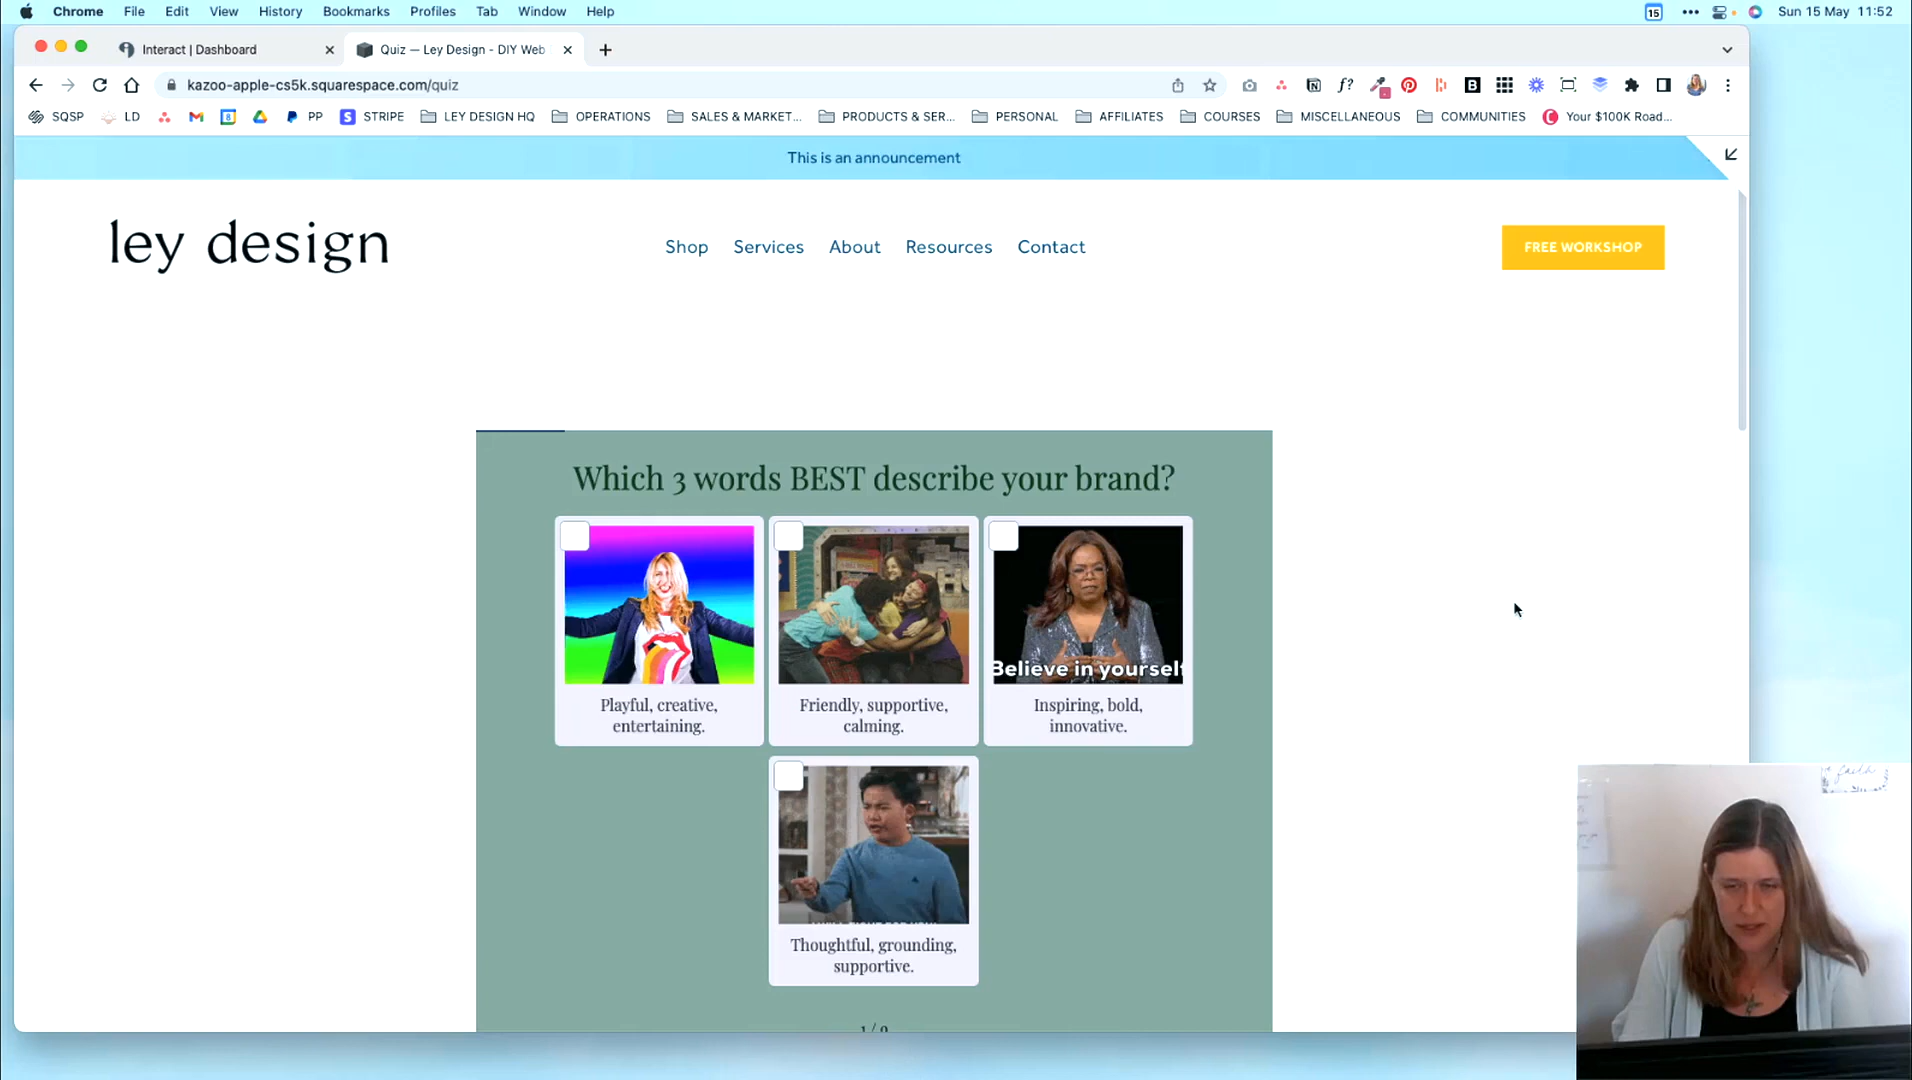 Chrome File Edit View History Bookmarks Profiles Tab Window Help 15 Sun 15 May 11:52
Interact | Dashboard
Quiz — Ley Design - DIY Web
kazoo-apple-cs5k.squarespace.com/quiz
SQSP LD PP STRIPE LEY DESIGN HQ OPERATIONS SALES & MARKET... PRODUCTS & SER... PERSONAL AFFILIATES COURSES MISCELLANEOUS COMMUNITIES Your $100K Road...
This is an announcement
ley design
Shop Services About Resources Contact
FREE WORKSHOP
Which 3 words BEST describe your brand?
Believe in yourself
Playful, creative,
entertaining.
Friendly, supportive,
calming.
Inspiring, bold,
innovative.
Thoughtful, grounding,
supportive.
faith